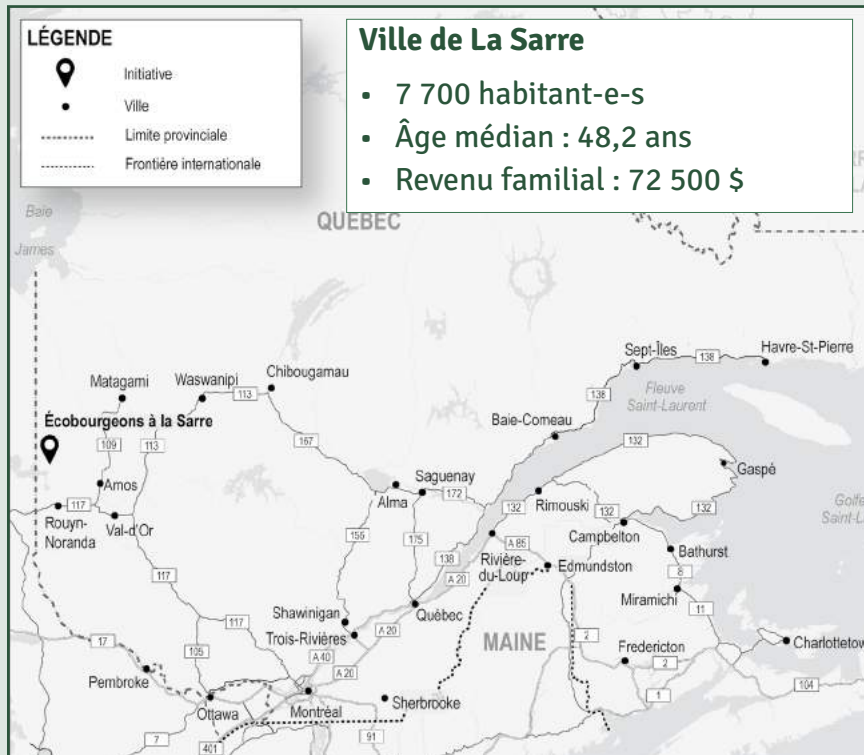 LÉGENDE
Initiative
Ville
Limite provinciale
Frontière internationale
Ville de La Sarre
• 7 700 habitant-e-s
• Âge médian : 48,2 ans
• Revenu familial : 72 500 $
Baie
James
QUÉBEC
Sept-Îles
138
Havre-St-Pierre
Matagami
Waswanipi
113
Chibougamau
138
Fleuve
Saint-Laurent
Écobourgeons à la Sarre
Baie-Comeau
109
113
167
132
Gaspé
Amos
Alma
Saguenay
172
Rimouski
132
132
132
Golfe
117
Rouyn-
Noranda
Val-d'Or
155
175
Campbelton
Bathurst
138
Rivière-
du-Loup
A 85
Edmundston
8
117
A 20
Miramichi
Shawinigan
Québec
11
117
Trois-Rivières
A 20
MAINE
2
Fredericton
2
17
105
A 40
A 20
Pembroke
1
104
Ottawa
Montréal
Sherbrooke
7
401
91